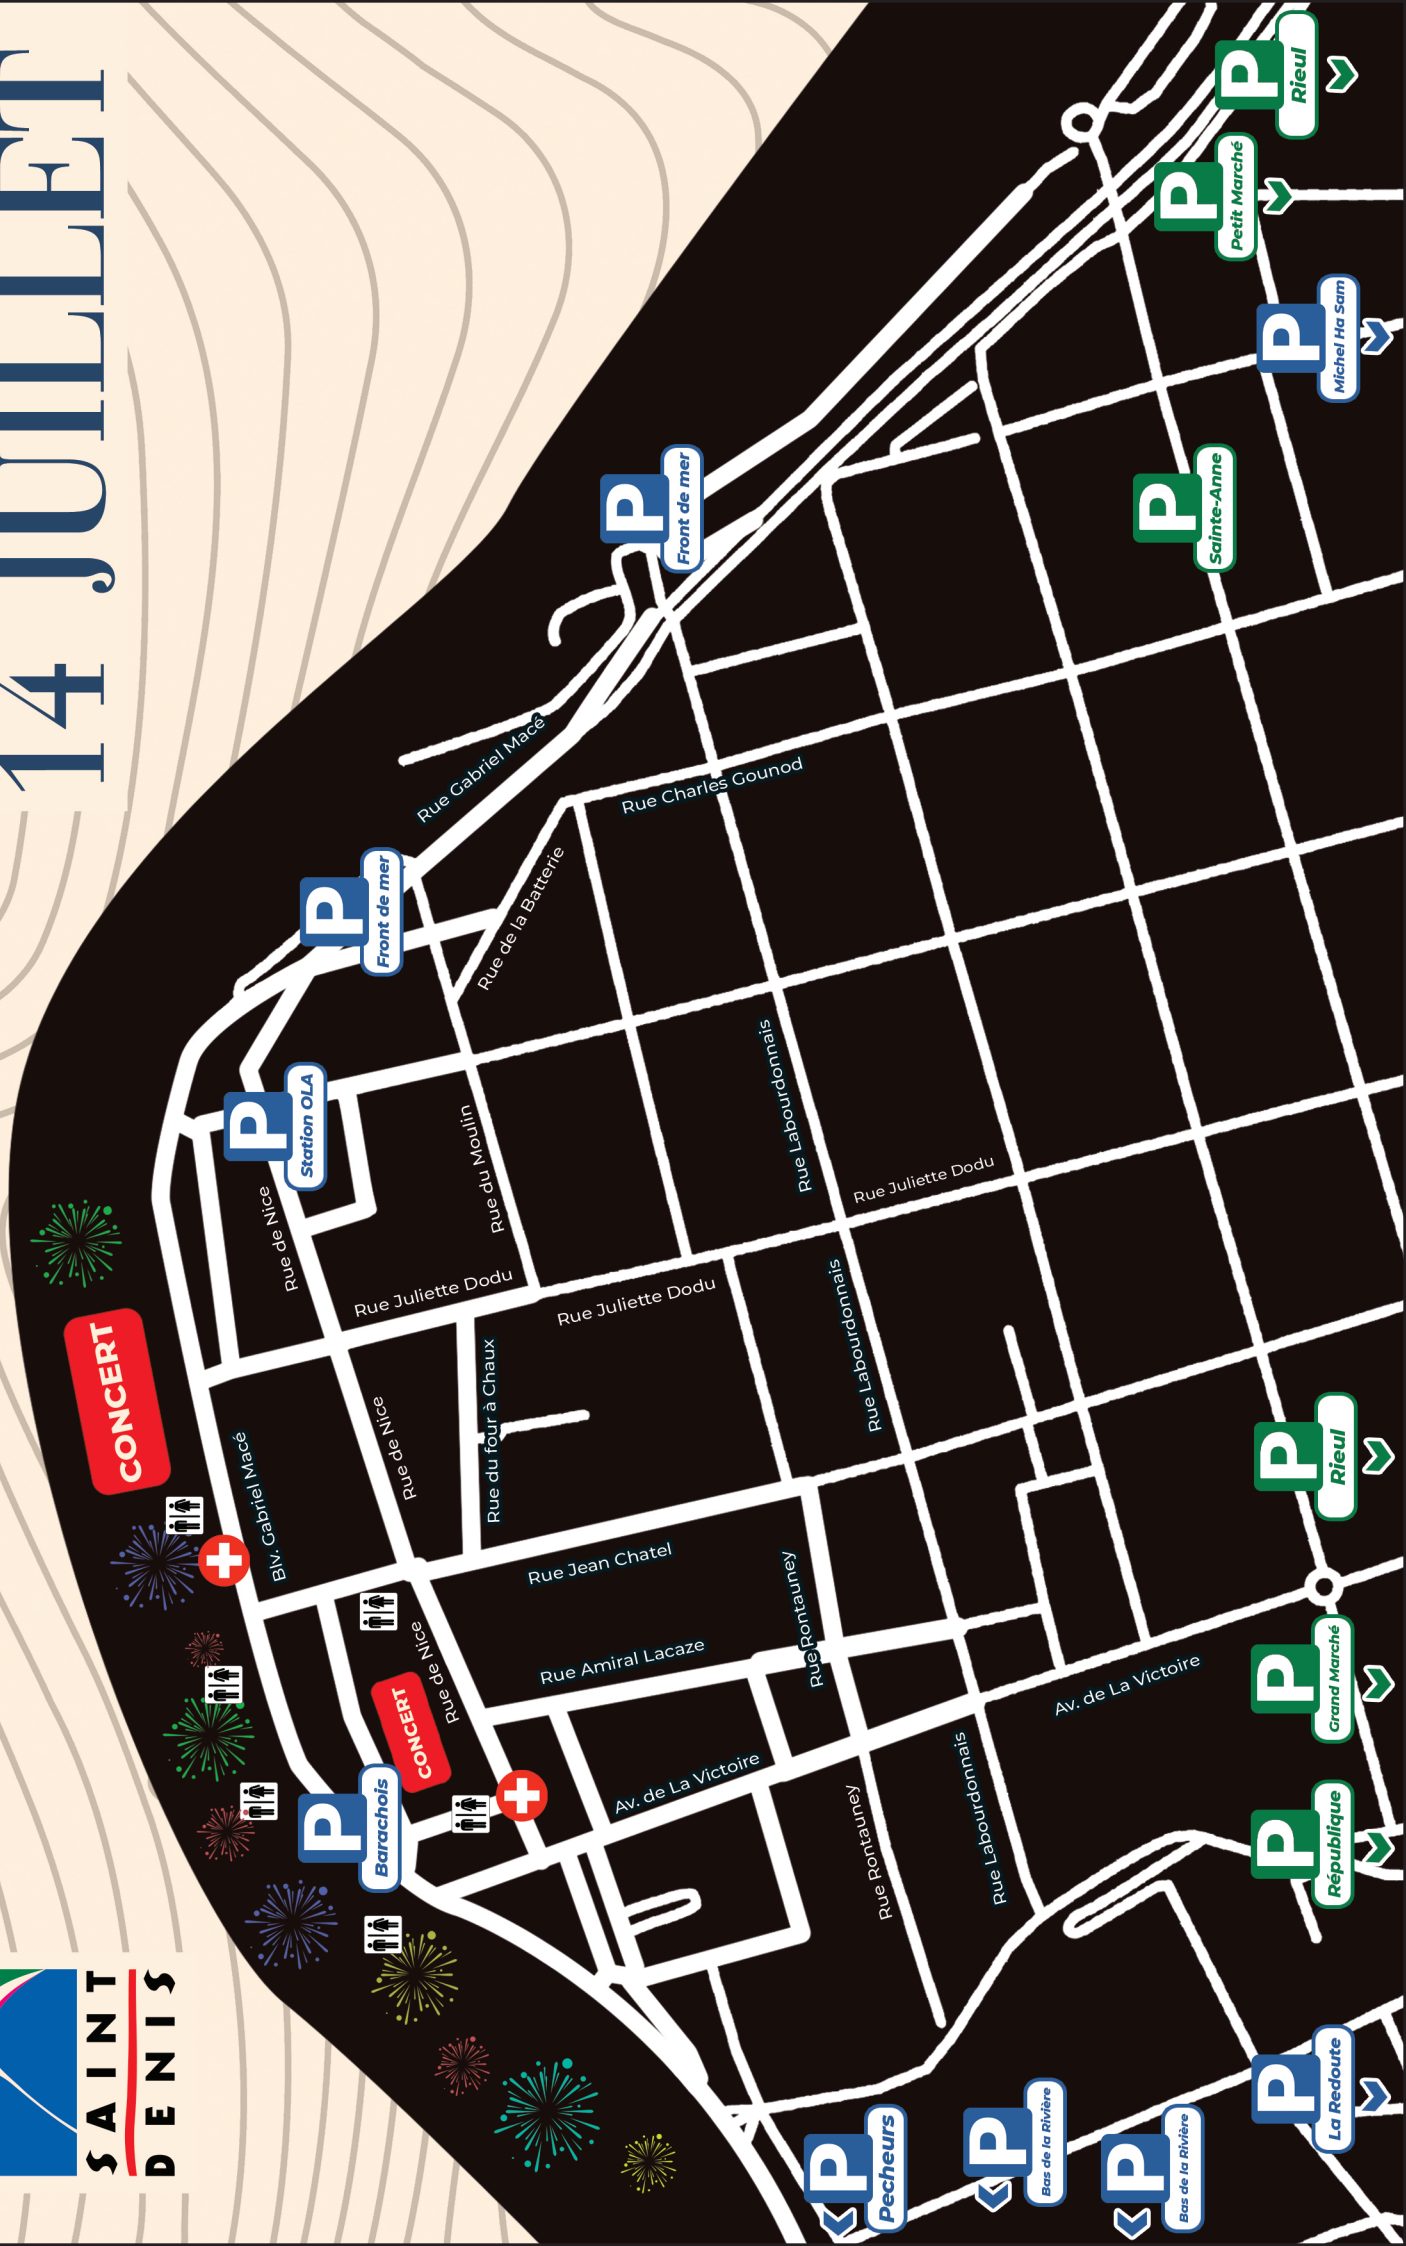 14 JUILLET
SAINT
DENIS
CONCERT
CONCERT
P
Barachois
P
Station OLA
P
Front de mer
P
Front de mer
P
Rieul
P
Petit Marché
P
Michel Ha Sam
P
Sainte-Anne
P
Rieul
P
Grand Marché
P
République
P
La Redoute
P
Bas de la Rivière
P
Bas de la Rivière
P
Pecheurs
Blv. Gabriel Macé
Rue Gabriel Macé
Rue de Nice
Rue de Nice
Rue de Nice
Rue du Moulin
Rue de la Batterie
Rue Charles Gounod
Rue Juliette Dodu
Rue Juliette Dodu
Rue Juliette Dodu
Rue du four à Chaux
Rue Jean Chatel
Rue Amiral Lacaze
Av. de La Victoire
Av. de La Victoire
Rue Rontauney
Rue Rontauney
Rue Labourdonnais
Rue Labourdonnais
Rue Labourdonnais